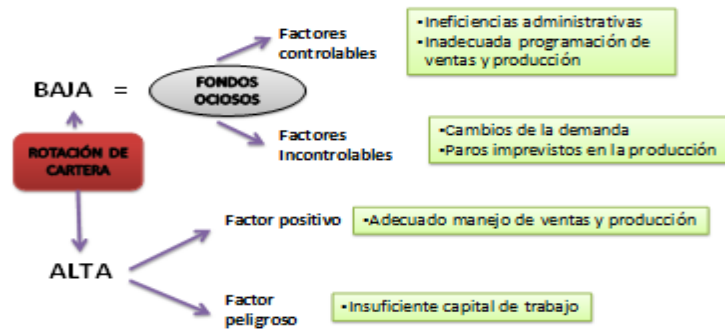 Factores
controlables
•Ineficiencias administrativas
•Inadecuada programación de
ventas y producción
BAJA =
FONDOS
OCIOSOS
Factores
Incontrolables
•Cambios de la demanda
•Paros imprevistos en la producción
ROTACIÓN DE
CARTERA
Factor positivo
•Adecuado manejo de ventas y producción
ALTA
Factor
peligroso
•Insuficiente capital de trabajo